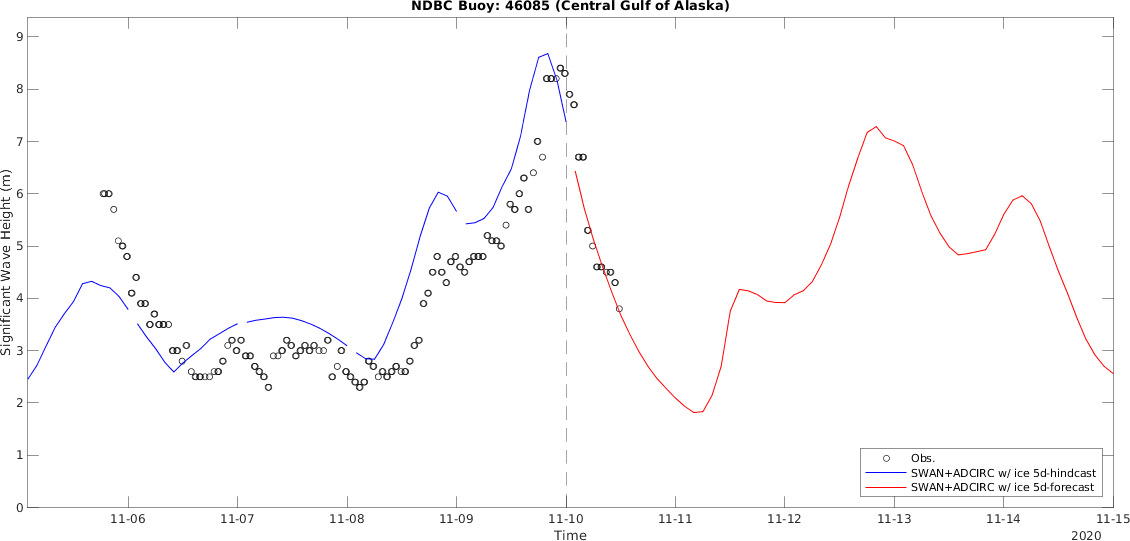 NDBC Buoy: 46085 (Central Gulf of Alaska)
9
8
7
6
5
4
3
2
1
0
Significant Wave Height (m)
Obs.
SWAN+ADCIRC w/ ice 5d-hindcast
SWAN+ADCIRC w/ ice 5d-forecast
11-06 11-07 11-08 11-09 11-10 11-11 11-12 11-13 11-14 11-15
Time
2020